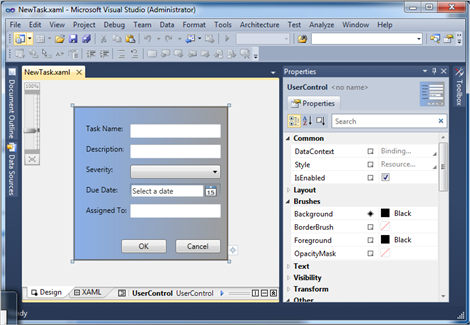 NewTask.xaml - Microsoft Visual Studio (Administrator)
File Edit View Project Debug Team Data Format Tools Architecture Test Analyze Window Help
Document Outline
Data Sources
NewTask.xaml
100%
Task Name:
Description:
Severity:
Due Date: Select a date 15
Assigned To:
OK Cancel
Design XAML UserControl UserControl
Properties
UserControl <no name>
Properties
Search
Common
DataContext Binding...
Style Resource...
IsEnabled
Layout
Brushes
Background Black
BorderBrush
Foreground Black
OpacityMask
Text
Visibility
Transform
Other
Toolbox
Ready